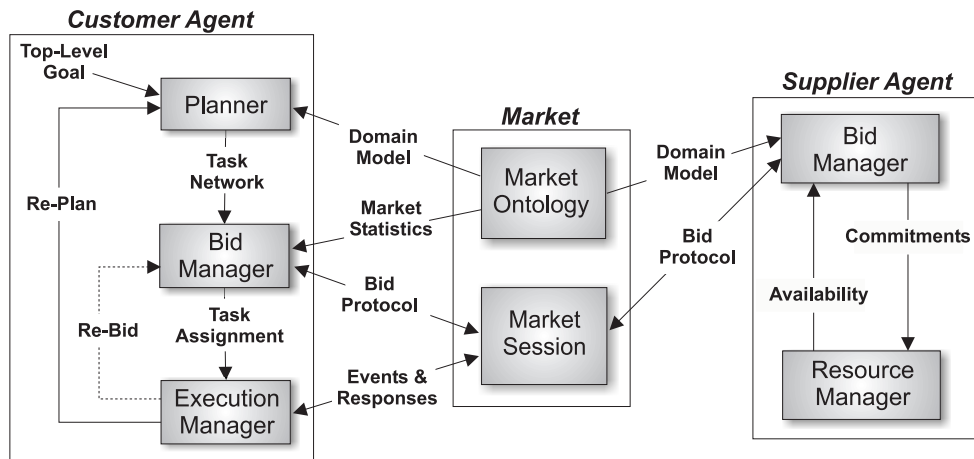 Customer Agent
Top-Level
Goal
Planner
Task
Network
Re-Plan
Bid
Manager
Re-Bid
Task
Assignment
Execution
Manager
Domain
Model
Market
Statistics
Bid
Protocol
Events &
Responses
Market
Market
Ontology
Market
Session
Domain
Model
Bid
Protocol
Supplier Agent
Bid
Manager
Commitments
Availability
Resource
Manager